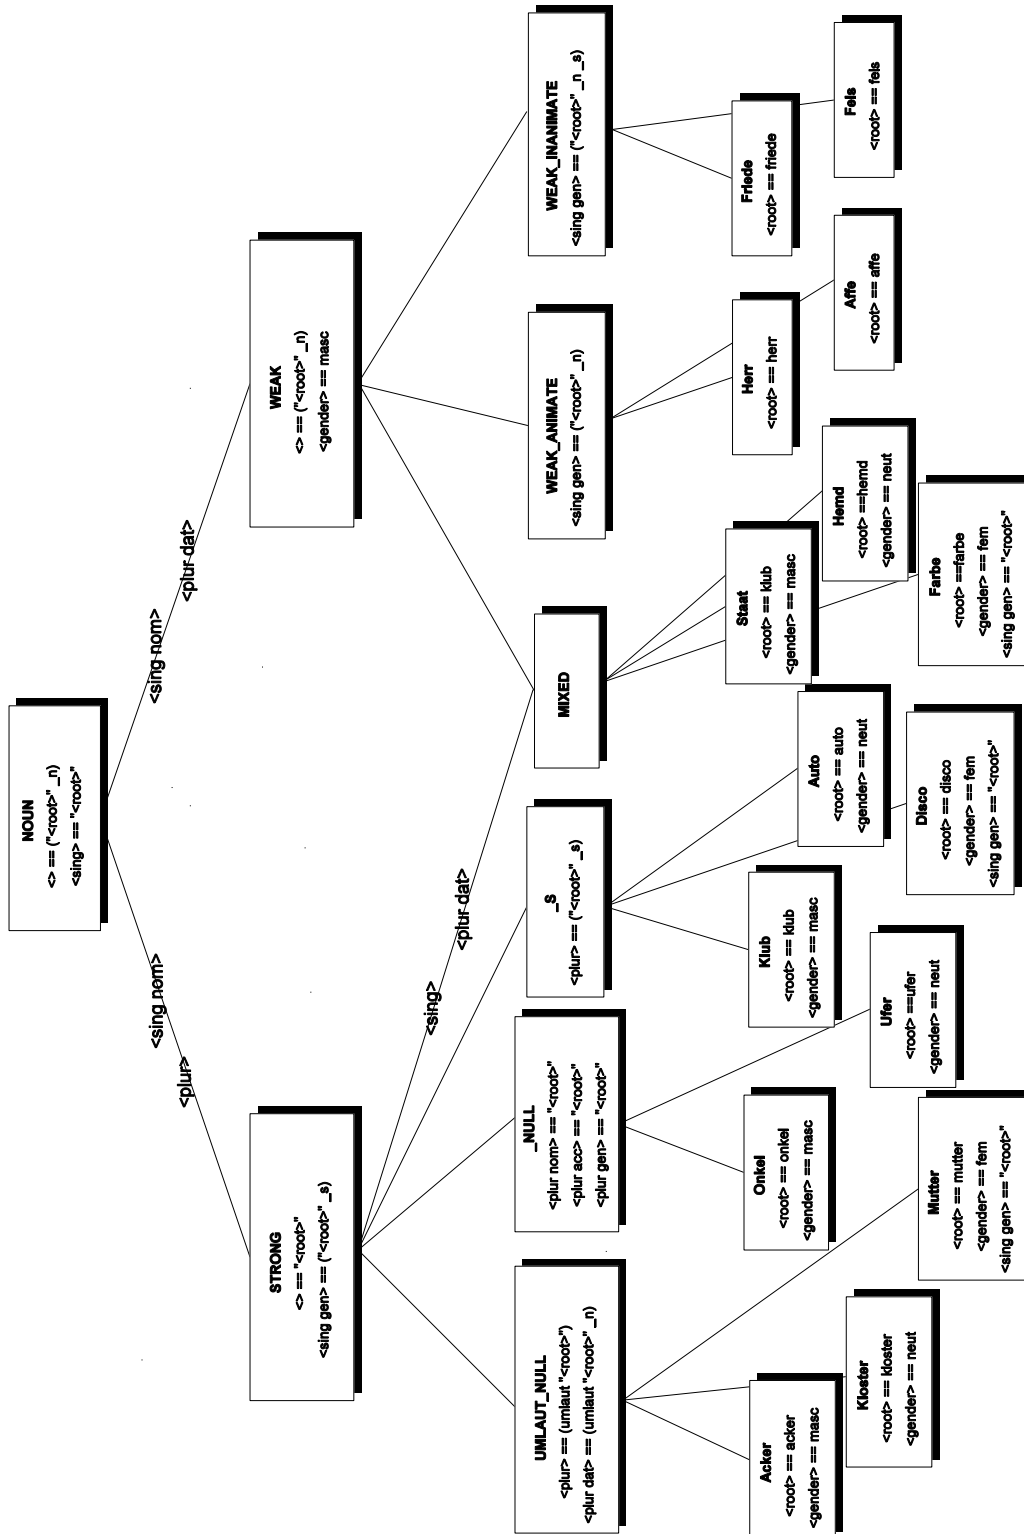 NOUN
<> == ("<root>" _n)
<sing> == "<root>"
<plur>
<sing nom>
<sing nom>
<plur dat>
STRONG
<> == "<root>"
<sing gen> == ("<root>" _s)
WEAK
<> == ("<root>" _n)
<gender> == masc
<sing>
<plur dat>
UMLAUT_NULL
<plur> == (umlaut "<root>")
<plur dat> == (umlaut "<root>" _n)
_NULL
<plur nom> == "<root>"
<plur acc> == "<root>"
<plur gen> == "<root>"
_S
<plur> == ("<root>" _s)
MIXED
WEAK_ANIMATE
<sing gen> == ("<root>" _n)
WEAK_INANIMATE
<sing gen> == ("<root>" _n _s)
Acker
<root> == acker
<gender> == masc
Kloster
<root> == kloster
<gender> == neut
Mutter
<root> == mutter
<gender> == fem
<sing gen> == "<root>"
Onkel
<root> == onkel
<gender> == masc
Ufer
<root> ==ufer
<gender> == neut
Klub
<root> == klub
<gender> == masc
Disco
<root> == disco
<gender> == fem
<sing gen> == "<root>"
Auto
<root> == auto
<gender> == neut
Staat
<root> == klub
<gender> == masc
Farbe
<root> ==farbe
<gender> == fem
<sing gen> == "<root>"
Hemd
<root> ==hemd
<gender> == neut
Herr
<root> == herr
Affe
<root> == affe
Friede
<root> == friede
Fels
<root> == fels